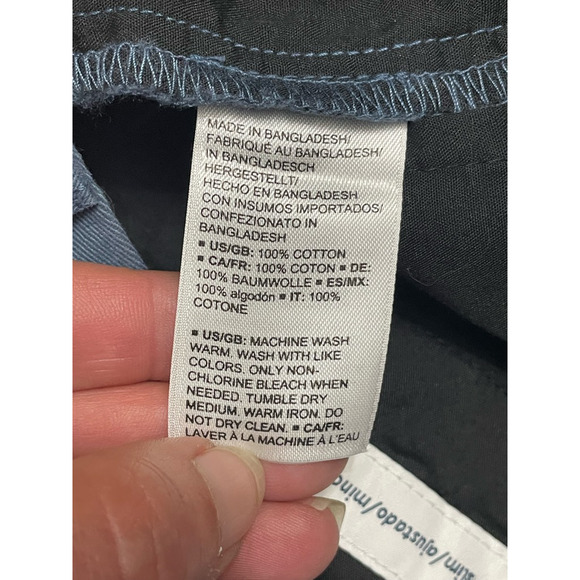 MADE IN BANGLADESH/
FABRIQUÉ AU BANGLADESH/
IN BANGLADESCH
HERGESTELLT/
HECHO EN BANGLADESH
CON INSUMOS IMPORTADOS/
CONFEZIONATO IN
BANGLADESH
▪ US/GB: 100% COTTON
▪ CA/FR: 100% COTON ▪ DE:
100% BAUMWOLLE ▪ ES/MX:
100% algodón ▪ IT: 100%
COTONE
▪ US/GB: MACHINE WASH
WARM. WASH WITH LIKE
COLORS. ONLY NON-
CHLORINE BLEACH WHEN
NEEDED. TUMBLE DRY
MEDIUM. WARM IRON. DO
NOT DRY CLEAN. ▪ CA/FR:
LAVER À LA MACHINE À L'EAU
slim/ajustado/minc